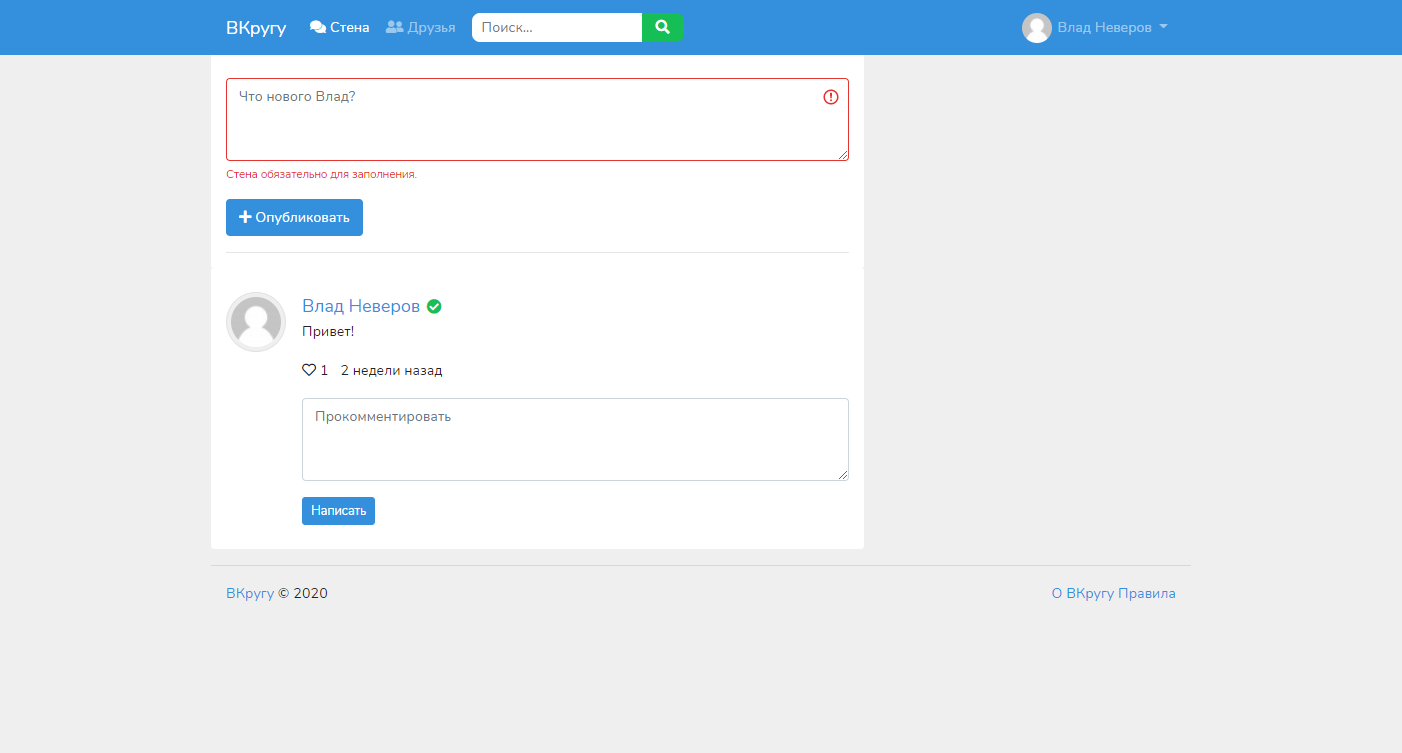 ВКругу Стена Друзья Поиск... Влад Неверов
Что нового Влад?
Стена обязательно для заполнения.
Опубликовать
Влад Неверов
Привет!
1 2 недели назад
Прокомментировать
Написать
ВКругу © 2020 О ВКругу Правила